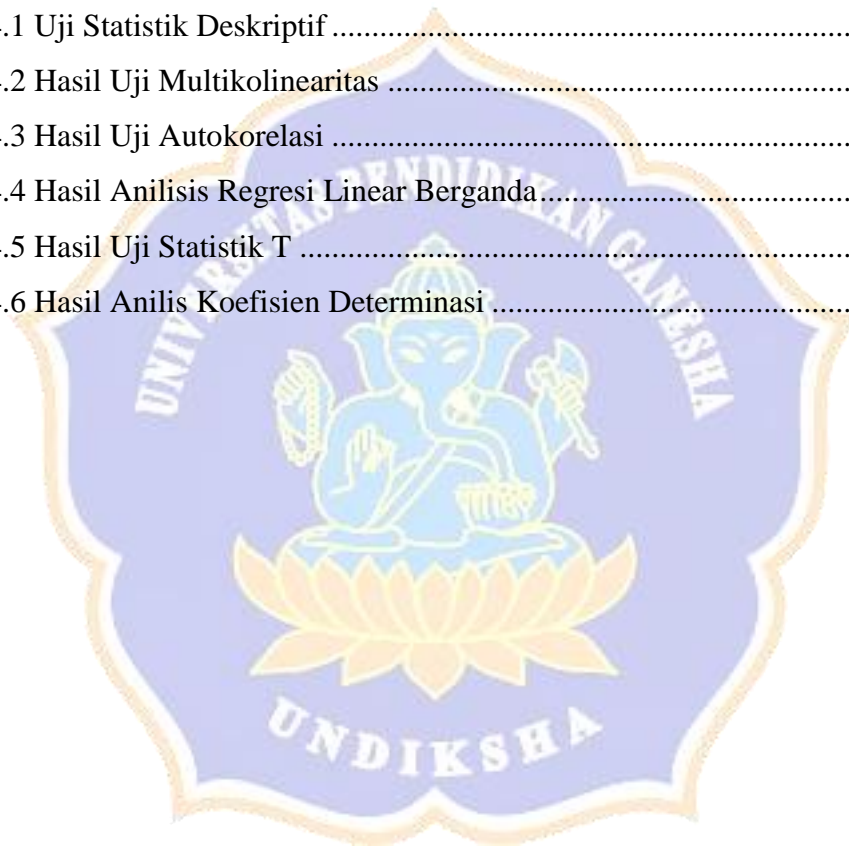 .1 Uji Statistik Deskriptif ................................................................
.2 Hasil Uji Multikolinearitas .........................................................
.3 Hasil Uji Autokorelasi ................................................................
.4 Hasil Anilisis Regresi Linear Berganda......................................
.5 Hasil Uji Statistik T ....................................................................
.6 Hasil Anilis Koefisien Determinasi ............................................
UNIVERSITAS PENDIDIKAN GANESHA
UNDIKSHA